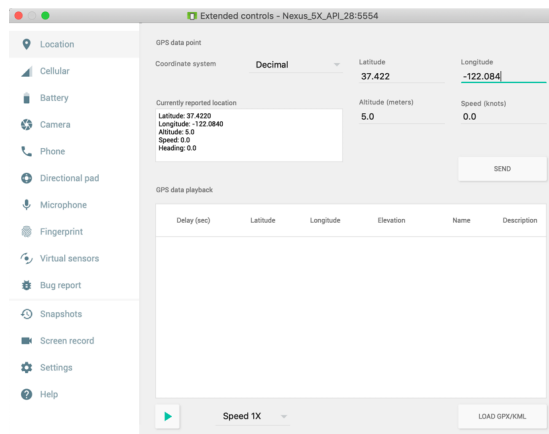 Extended controls - Nexus_5X_API_28:5554
Location
Cellular
Battery
Camera
Phone
Directional pad
Microphone
Fingerprint
Virtual sensors
Bug report
Snapshots
Screen record
Settings
Help
GPS data point
Coordinate system
Decimal
Latitude
37.422
Longitude
-122.084
Currently reported location
Latitude: 37.4220
Longitude: -122.0840
Altitude: 5.0
Speed: 0.0
Heading: 0.0
Altitude (meters)
5.0
Speed (knots)
0.0
SEND
GPS data playback
Delay (sec) Latitude Longitude Elevation Name Description
Speed 1X
LOAD GPX/KML